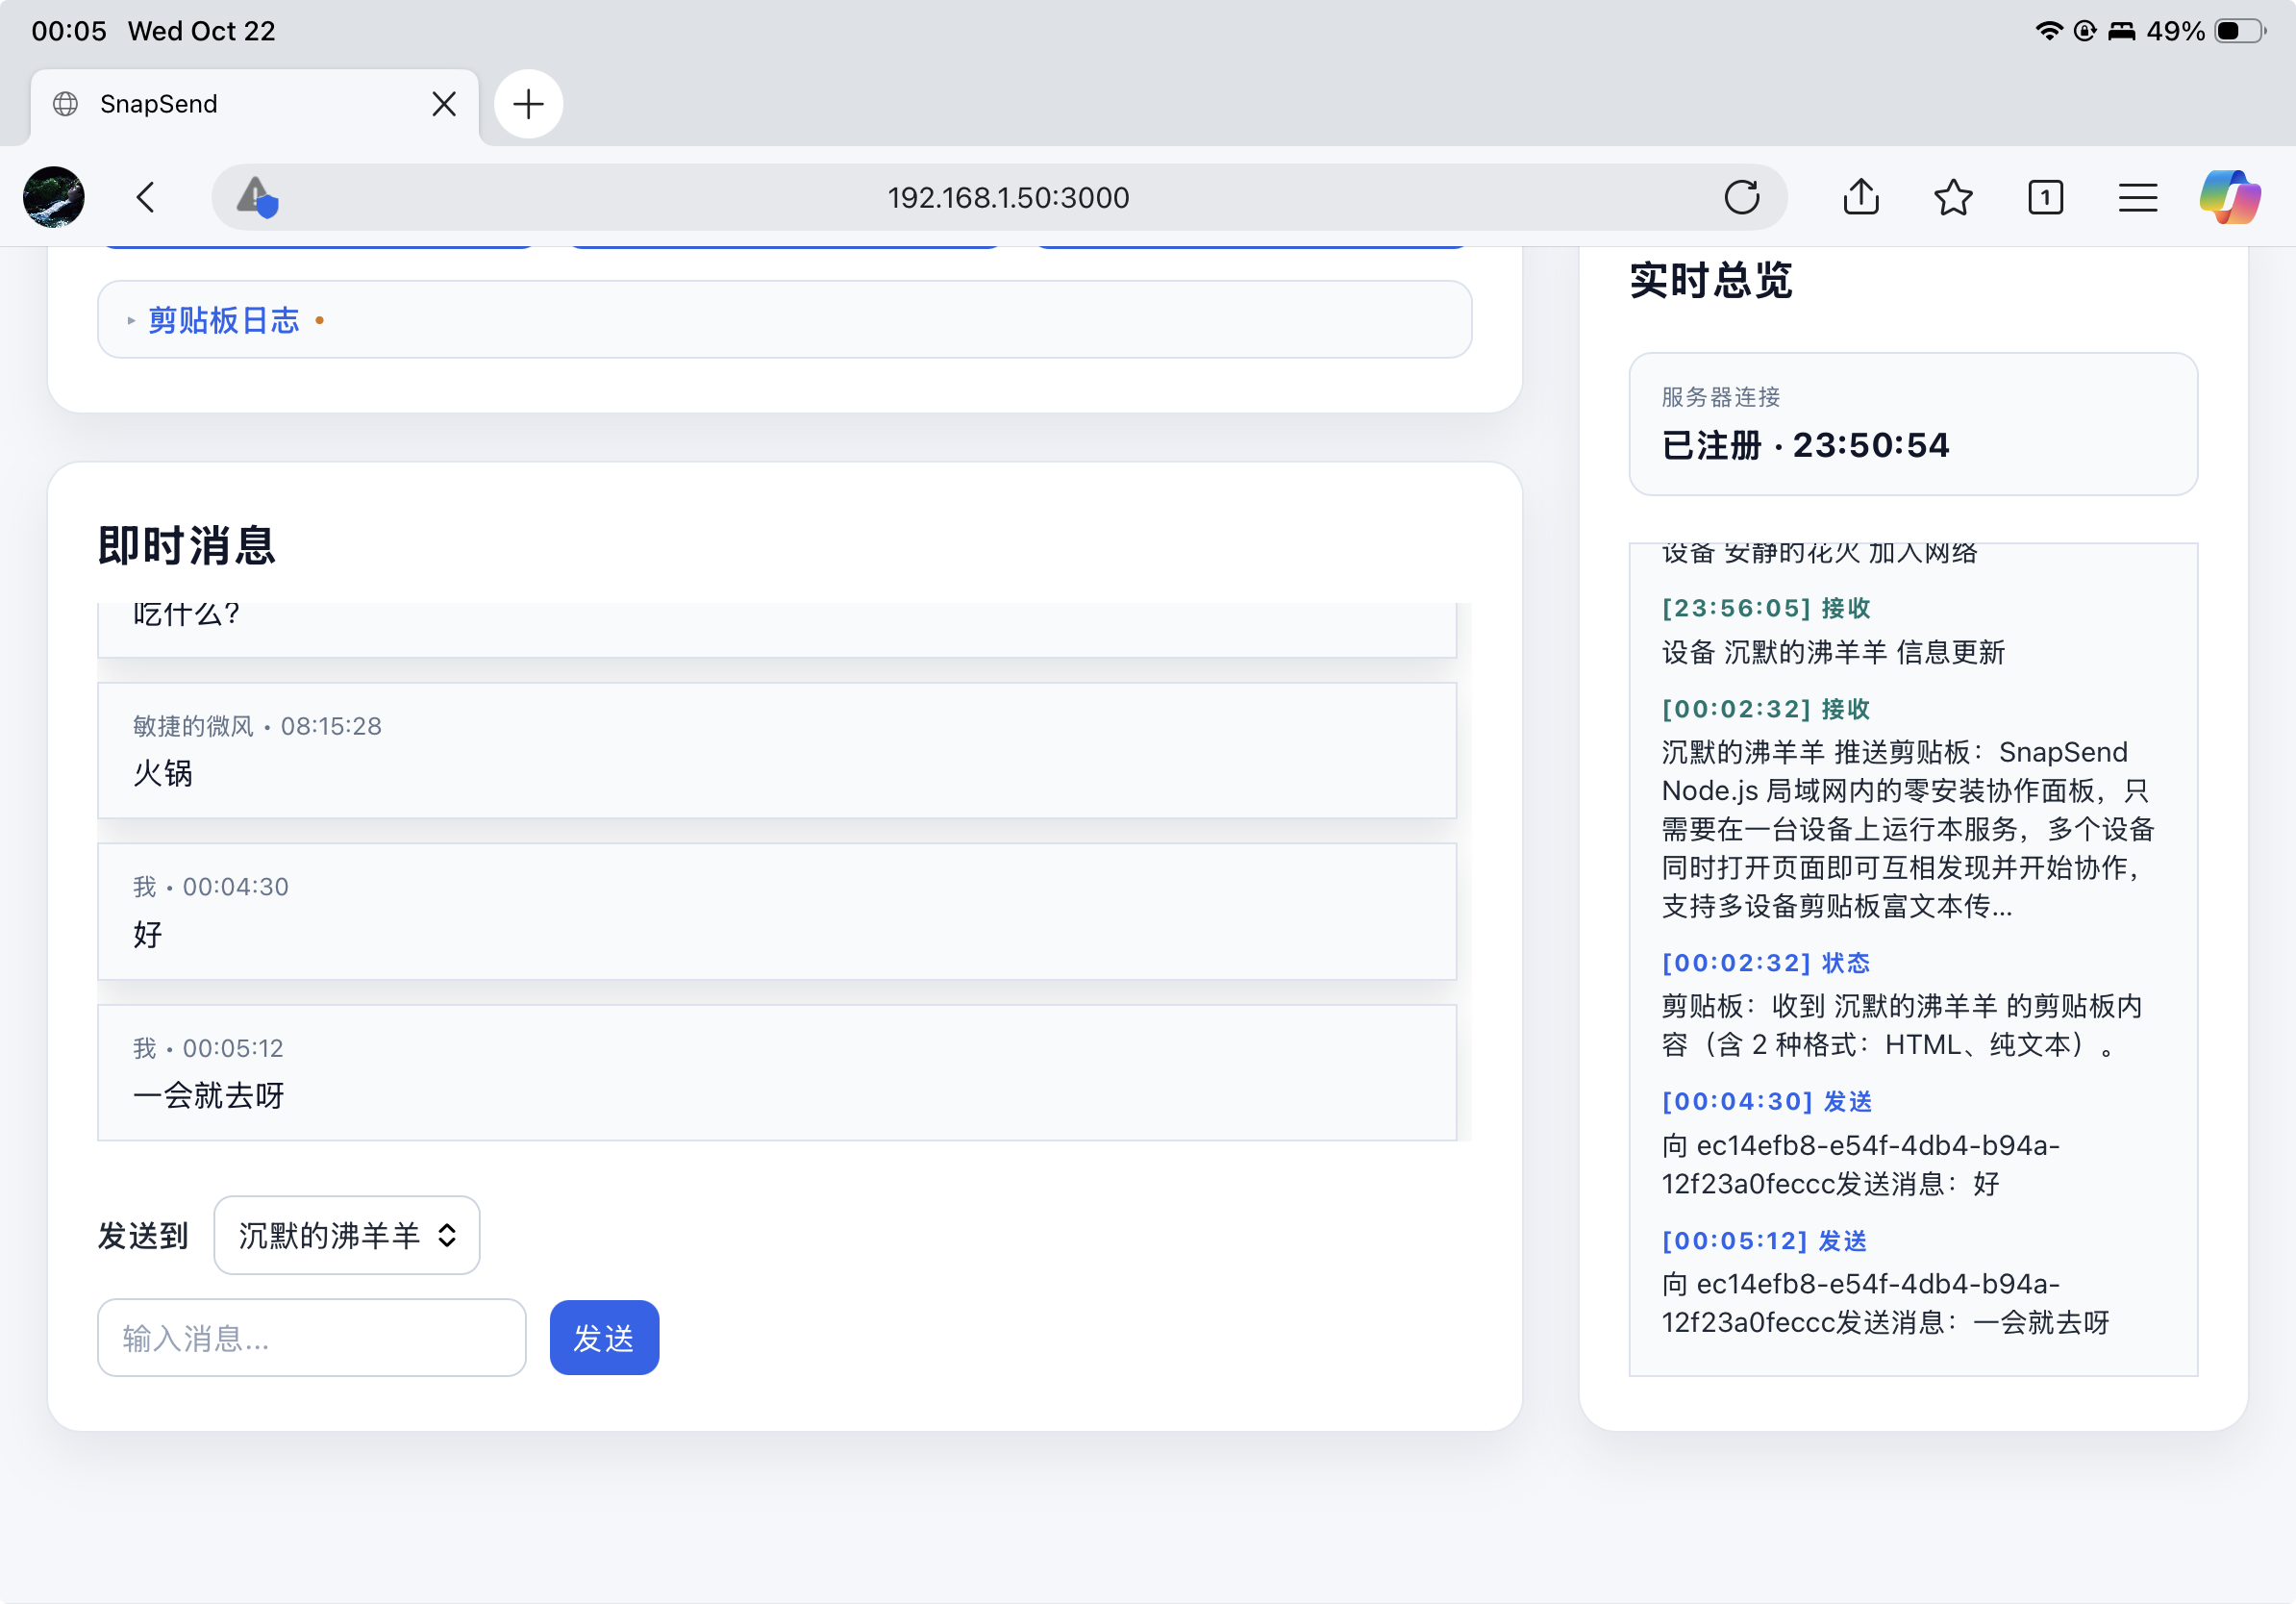 00:05 Wed Oct 22
49%
SnapSend
192.168.1.50:3000
1
剪贴板日志
即时消息
吃什么？
敏捷的微风 • 08:15:28
火锅
我 • 00:04:30
好
我 • 00:05:12
一会就去呀
发送到
沉默的沸羊羊
输入消息...
发送
实时总览
服务器连接
已注册 · 23:50:54
设备 安静的花火 加入网络
[23:56:05] 接收
设备 沉默的沸羊羊 信息更新
[00:02:32] 接收
沉默的沸羊羊 推送剪贴板：SnapSend
Node.js 局域网内的零安装协作面板，只
需要在一台设备上运行本服务，多个设备
同时打开页面即可互相发现并开始协作，
支持多设备剪贴板富文本传...
[00:02:32] 状态
剪贴板：收到 沉默的沸羊羊 的剪贴板内
容（含 2 种格式：HTML、纯文本）。
[00:04:30] 发送
向 ec14efb8-e54f-4db4-b94a-
12f23a0feccc发送消息：好
[00:05:12] 发送
向 ec14efb8-e54f-4db4-b94a-
12f23a0feccc发送消息：一会就去呀